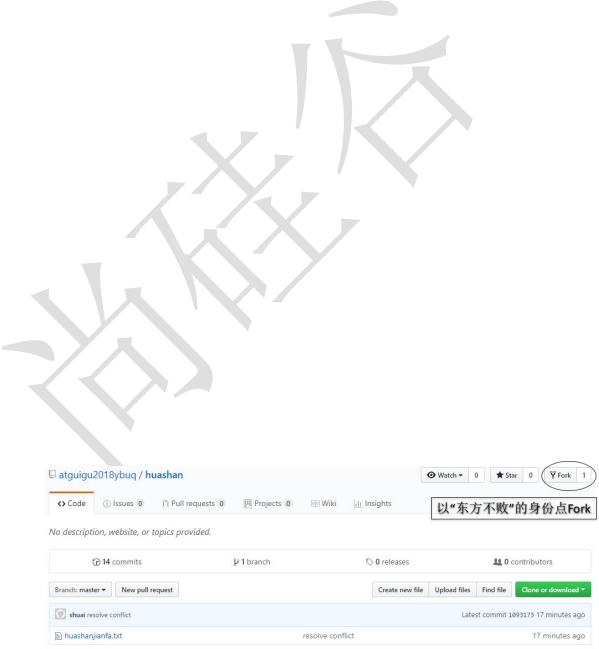 尚硅谷
atguigu2018ybuq / huashan
Watch 0 Star 0 Fork 1
Code Issues 0 Pull requests 0 Projects 0 Wiki Insights
以“东方不败”的身份点Fork
No description, website, or topics provided.
14 commits 1 branch 0 releases 0 contributors
Branch: master New pull request Create new file Upload files Find file Clone or download
shuai resolve conflict Latest commit 1093173 17 minutes ago
huashanjianfa.txt resolve conflict 17 minutes ago